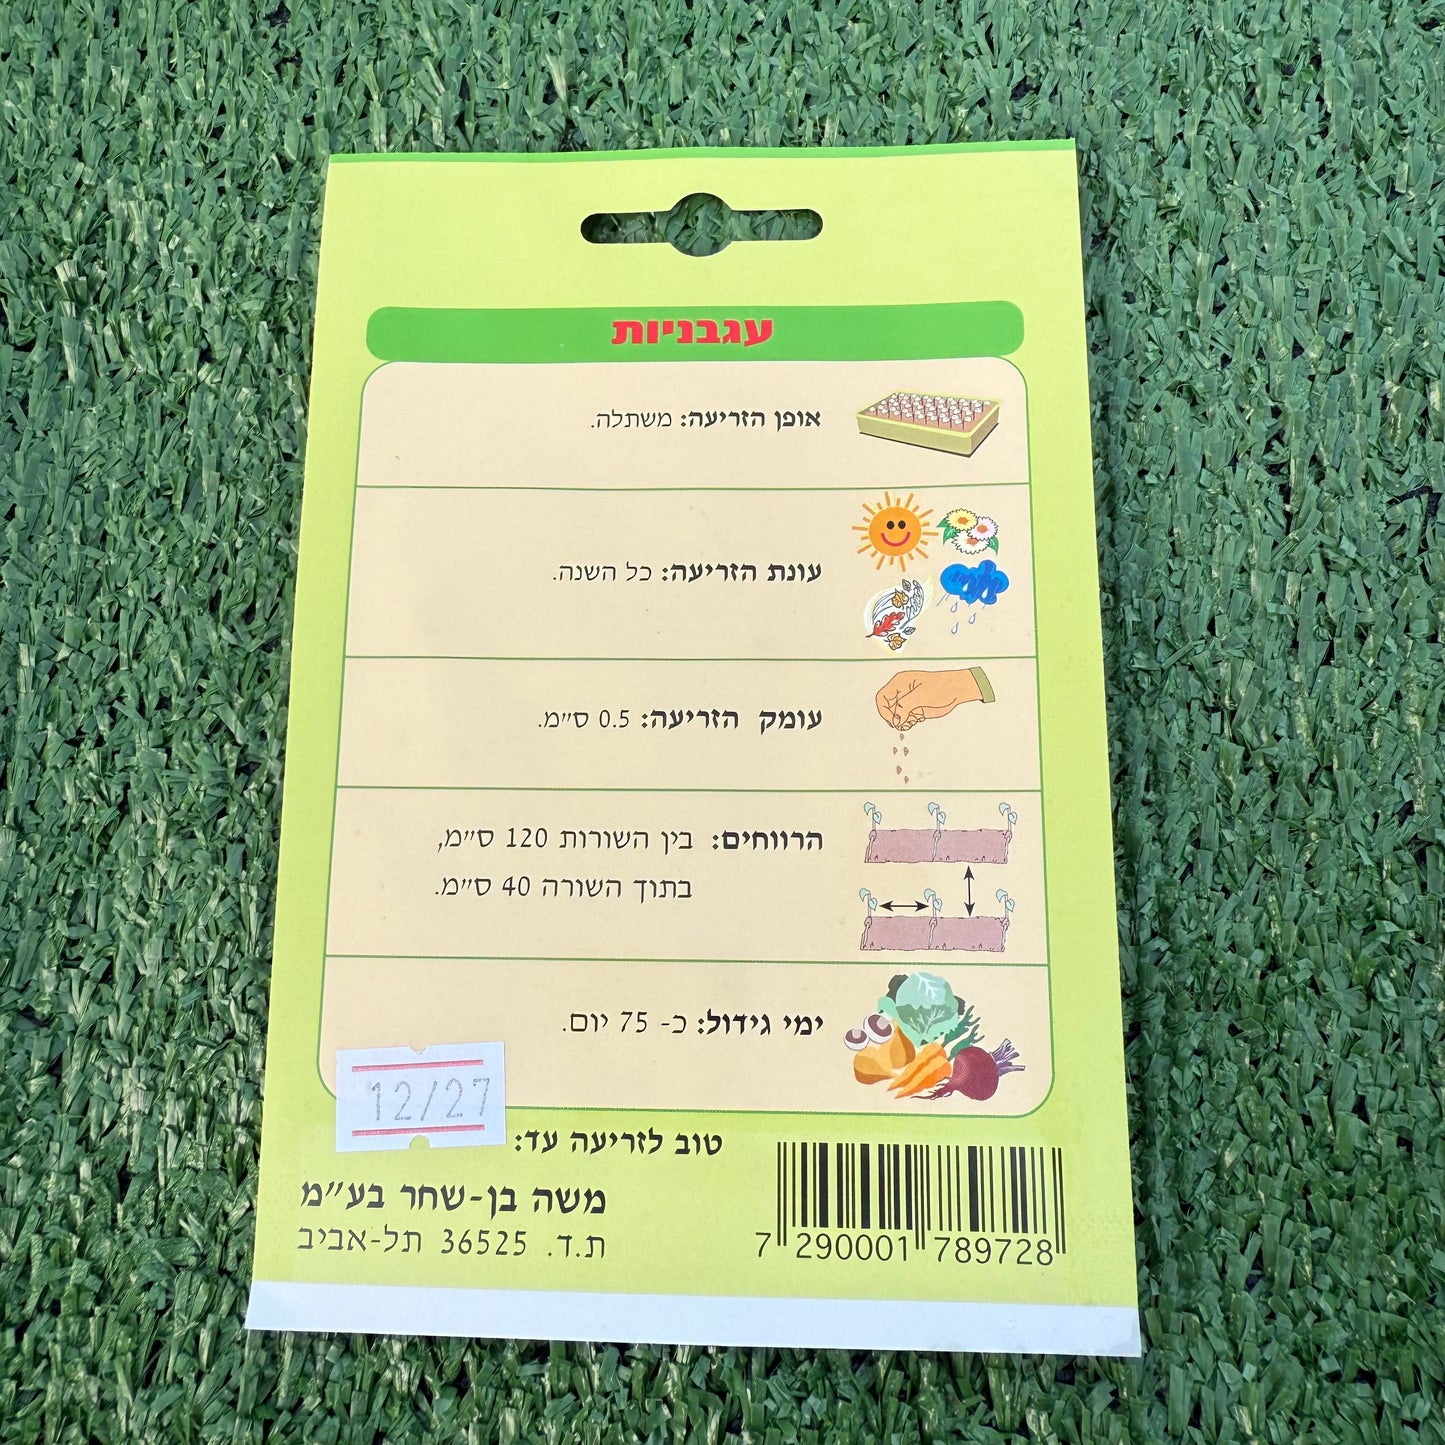 עגבניות
אופן הזריעה: משתלה.
עונת הזריעה: כל השנה.
עומק הזריעה: 0.5 ס״מ.
הרווחים: בין השורות 120 ס״מ,
בתוך השורה 40 ס״מ.
ימי גידול: כ- 75 יום.
12/27
טוב לזריעה עד:
משה בן-שחר בע״מ
ת.ד. 36525 תל-אביב
7 290001 789728